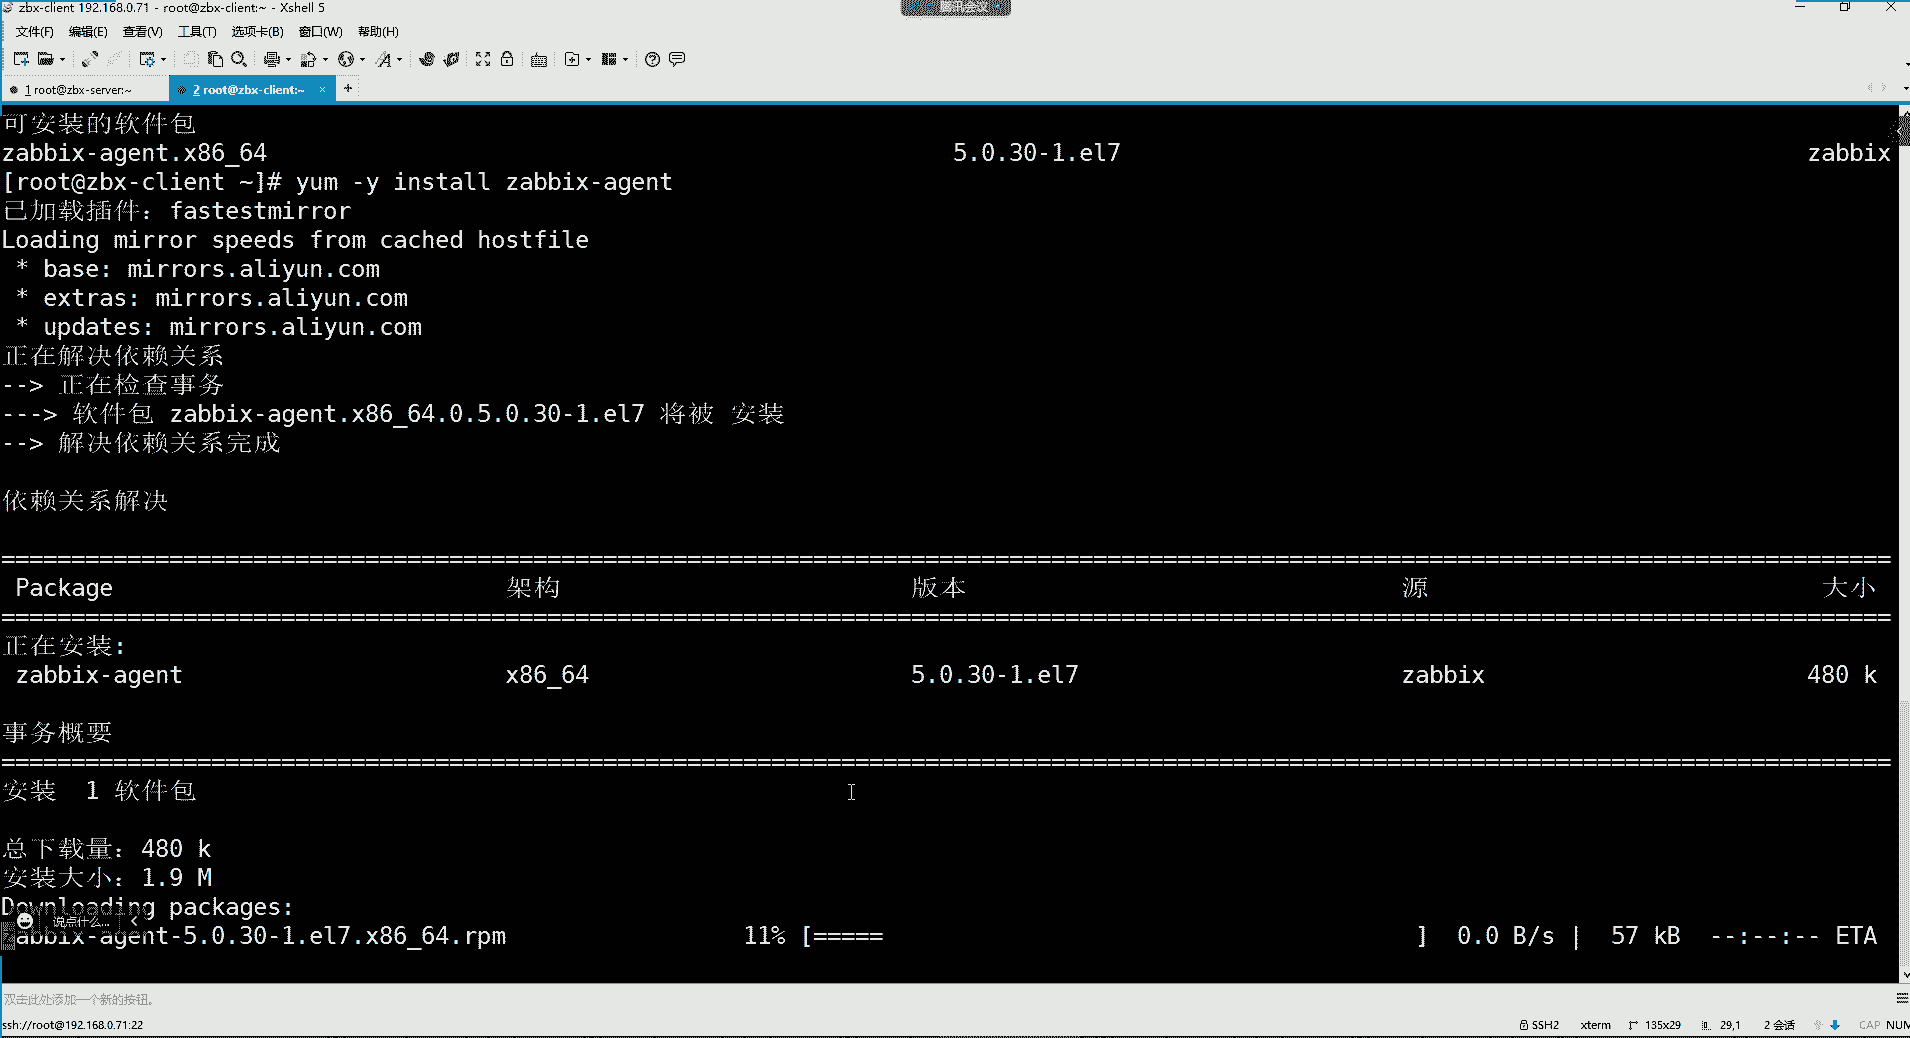 zbx-client 192.168.0.71 - root@zbx-client:~ - Xshell 5
腾讯会议
文件(F) 编辑(E) 查看(V) 工具(T) 选项卡(B) 窗口(W) 帮助(H)
1 root@zbx-server:~ 2 root@zbx-client:~ × +
可安装的软件包
zabbix-agent.x86_64 5.0.30-1.el7 zabbix
[root@zbx-client ~]# yum -y install zabbix-agent
已加载插件：fastestmirror
Loading mirror speeds from cached hostfile
* base: mirrors.aliyun.com
* extras: mirrors.aliyun.com
* updates: mirrors.aliyun.com
正在解决依赖关系
--> 正在检查事务
---> 软件包 zabbix-agent.x86_64.0.5.0.30-1.el7 将被 安装
--> 解决依赖关系完成
依赖关系解决
Package 架构 版本 源 大小
正在安装:
zabbix-agent x86_64 5.0.30-1.el7 zabbix 480 k
事务概要
安装 1 软件包
总下载量：480 k
安装大小：1.9 M
Downloading packages:
说点什么...
zabbix-agent-5.0.30-1.el7.x86_64.rpm 11% [===== ] 0.0 B/s | 57 kB --:--:-- ETA
双击此处添加一个新的按钮。
ssh://root@192.168.0.71:22 SSH2 xterm 135x29 29,1 2 会话 CAP NUM